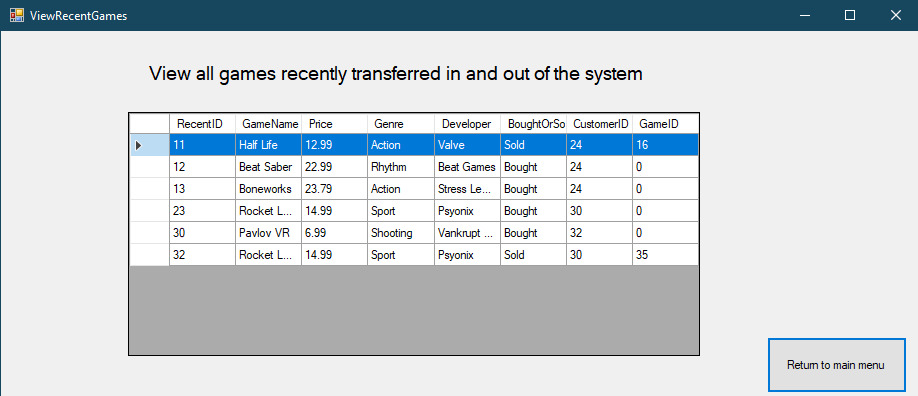 ViewRecentGames
View all games recently transferred in and out of the system
RecentID GameName Price Genre Developer BoughtOrSo CustomerID GameID
11 Half Life 12.99 Action Valve Sold 24 16
12 Beat Saber 22.99 Rhythm Beat Games Bought 24 0
13 Boneworks 23.79 Action Stress Le... Bought 24 0
23 Rocket L... 14.99 Sport Psyonix Bought 30 0
30 Pavlov VR 6.99 Shooting Vankrupt ... Bought 32 0
32 Rocket L... 14.99 Sport Psyonix Sold 30 35
Return to main menu